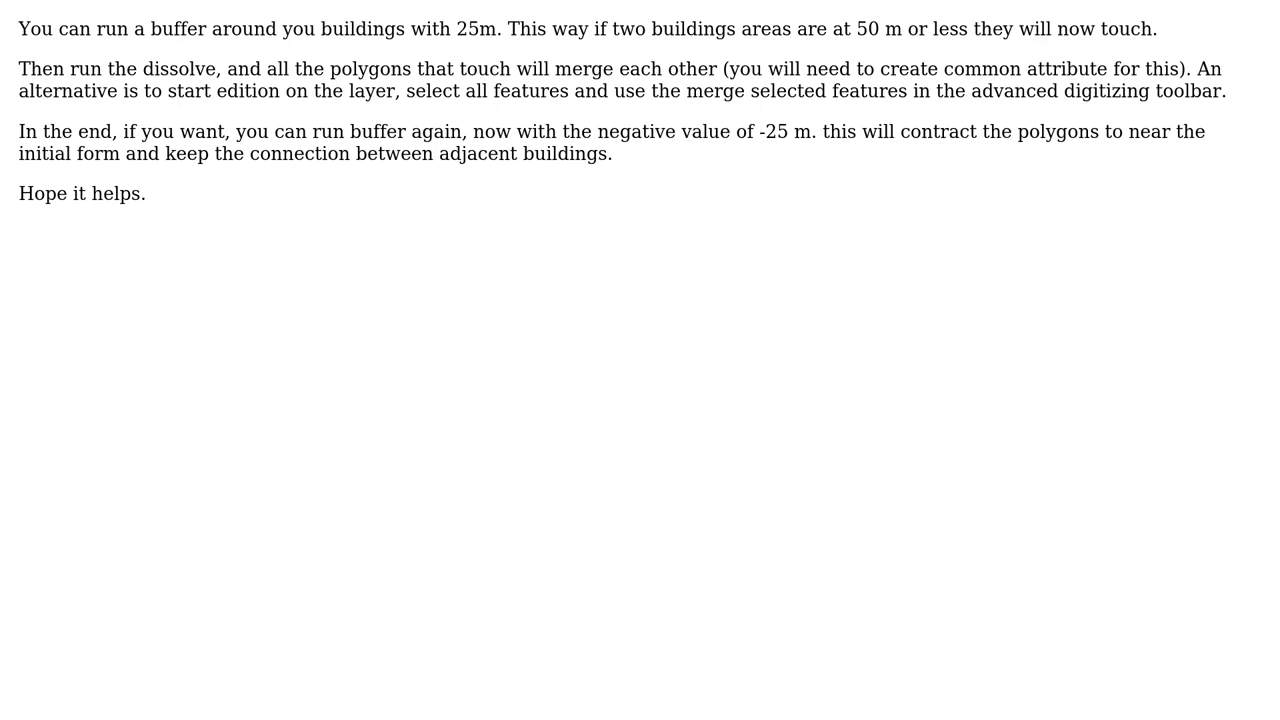 You can run a buffer around you buildings with 25m. This way if two buildings areas are at 50 m or less they will now touch.
Then run the dissolve, and all the polygons that touch will merge each other (you will need to create common attribute for this). An
alternative is to start edition on the layer, select all features and use the merge selected features in the advanced digitizing toolbar.
In the end, if you want, you can run buffer again, now with the negative value of -25 m. this will contract the polygons to near the
initial form and keep the connection between adjacent buildings.
Hope it helps.